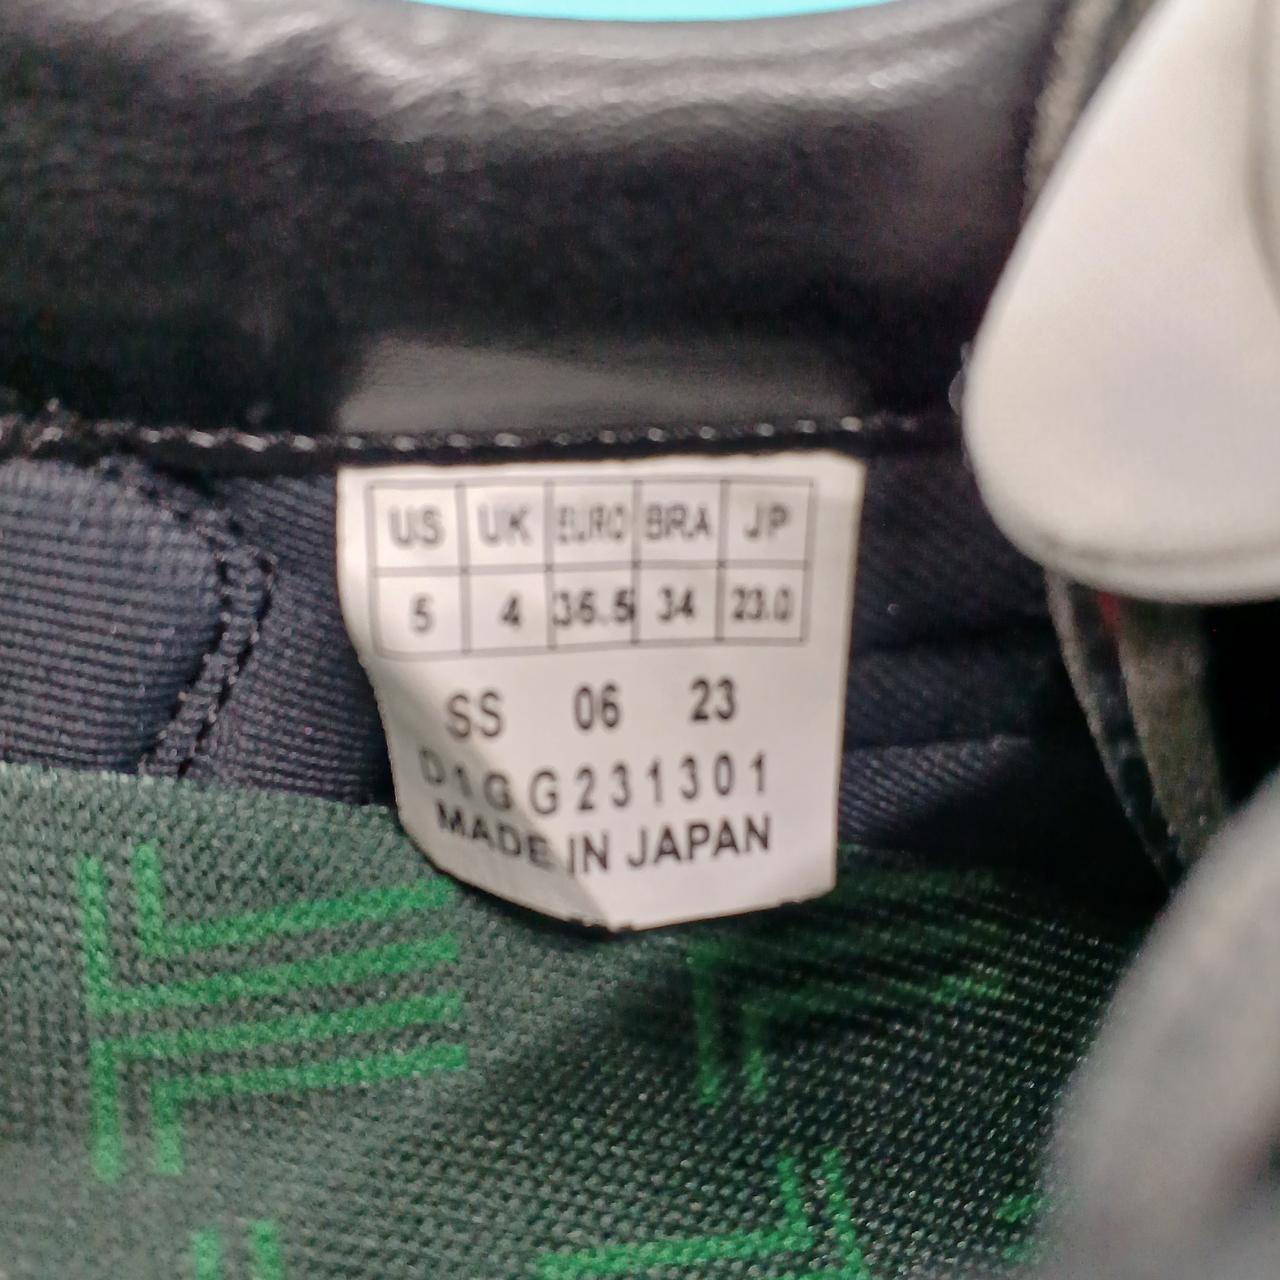 US UK EURO BRA JP
5 4 36.5 34 23.0
SS 06 23
D1GG231301
MADE IN JAPAN